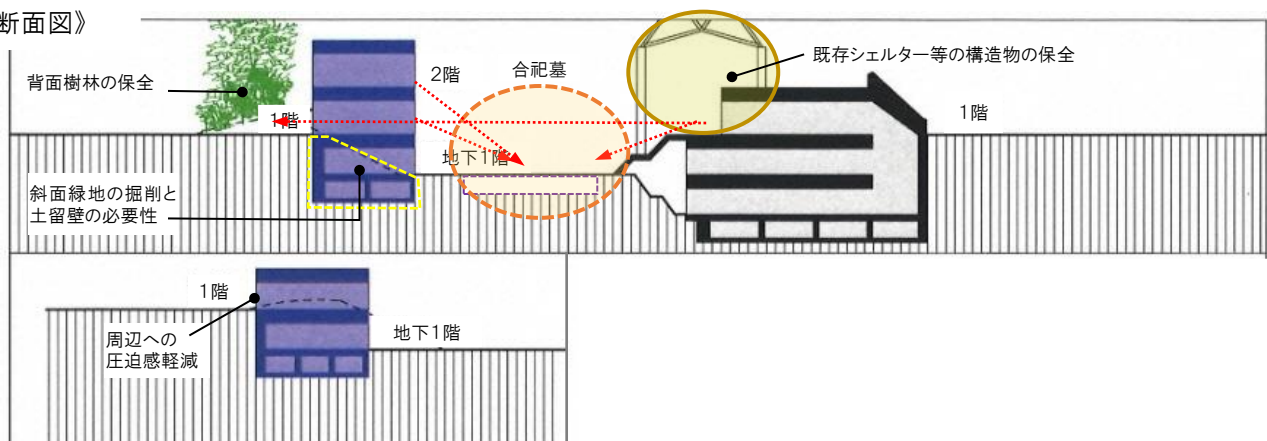 断面図》
背面樹林の保全
1階
2階
合祀墓
既存シェルター等の構造物の保全
1階
地下1階
斜面緑地の掘削と
土留壁の必要性
1階
地下1階
周辺への
圧迫感軽減